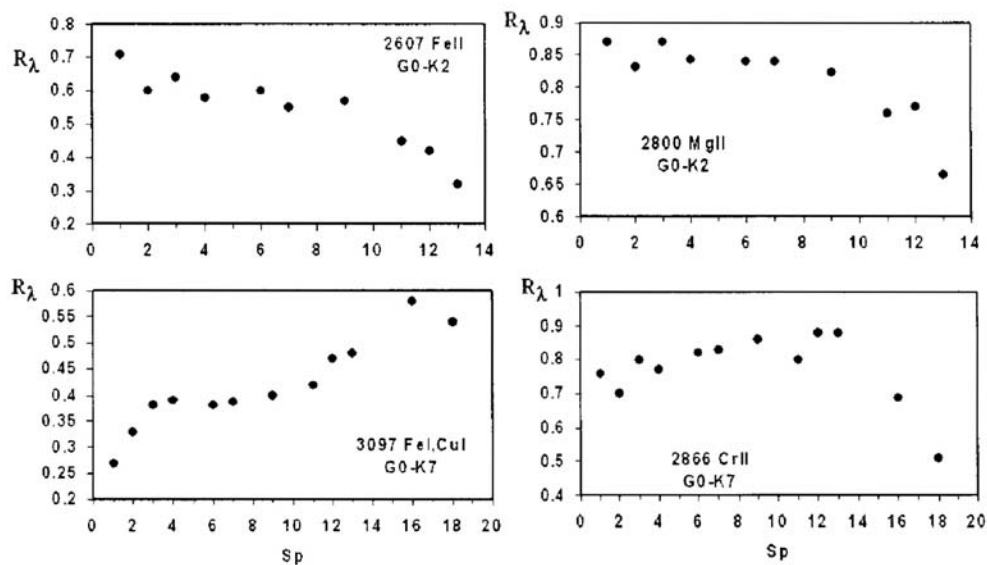 Rλ
0.8
0.7
0.6
0.5
0.4
0.3
0.2
2607 FeII
G0-K2
0 2 4 6 8 10 12 14
Rλ
0.9
0.85
0.8
0.75
0.7
0.65
0.6
2800 MgII
G0-K2
0 2 4 6 8 10 12 14
Rλ
0.6
0.55
0.5
0.45
0.4
0.35
0.3
0.25
0.2
3097 FeI,CuI
G0-K7
0 2 4 6 8 10 12 14 16 18 20
Sp
Rλ
1
0.9
0.8
0.7
0.6
0.5
0.4
2866 CrII
G0-K7
0 2 4 6 8 10 12 14 16 18 20
Sp